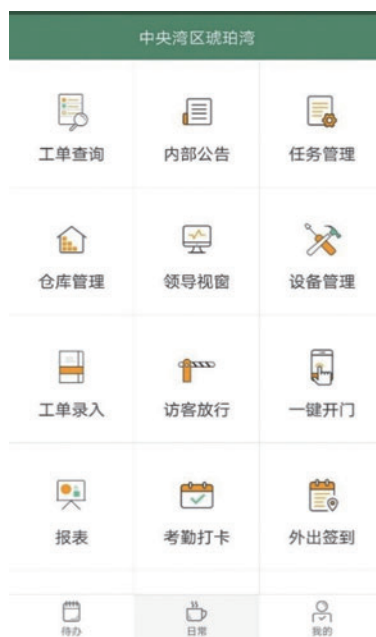 中央湾区琥珀湾
工单查询 内部公告 任务管理
仓库管理 领导视窗 设备管理
工单录入 访客放行 一键开门
报表 考勤打卡 外出签到
待办 日常 我的